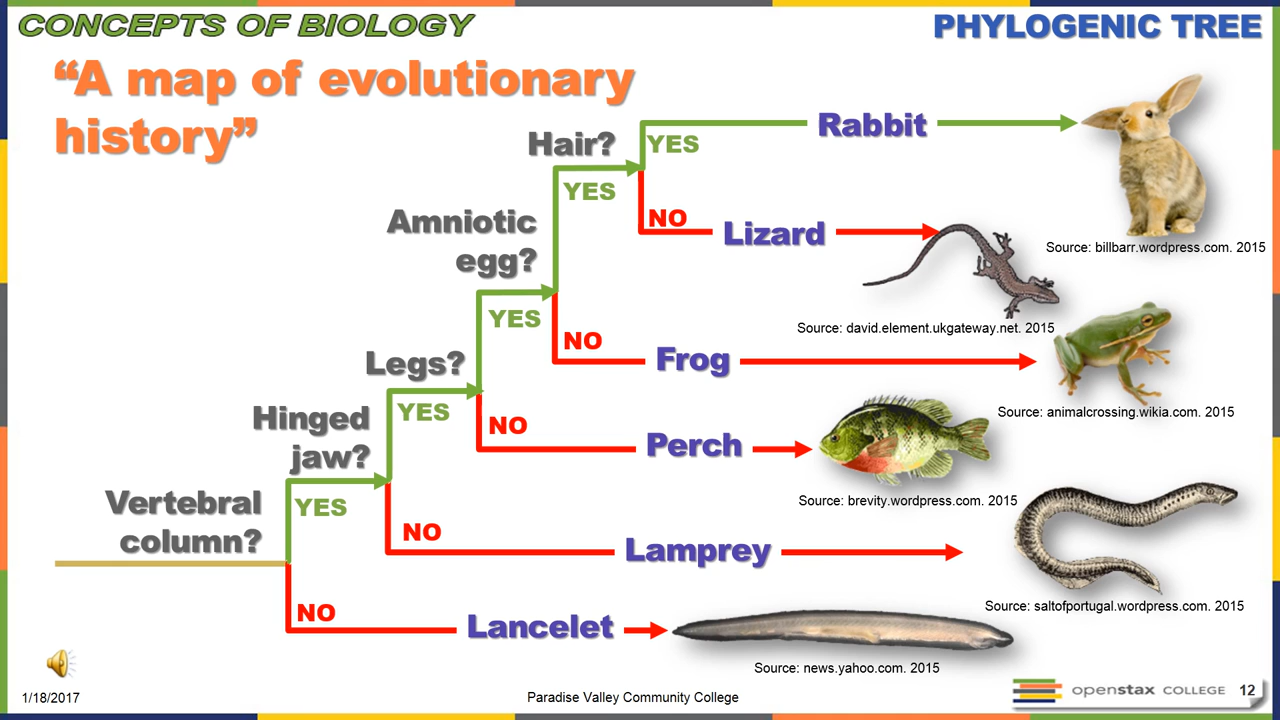 CONCEPTS OF BIOLOGY
PHYLOGENIC TREE
“A map of evolutionary
history”
Hair?
YES
Rabbit
YES
NO
Lizard
Source: billbarr.wordpress.com. 2015
Amniotic
egg?
YES
Source: david.element.ukgateway.net. 2015
NO
Frog
Source: animalcrossing.wikia.com. 2015
Legs?
YES
NO
Perch
Source: brevity.wordpress.com. 2015
Hinged
jaw?
YES
NO
Lamprey
Source: saltofportugal.wordpress.com. 2015
Vertebral
column?
NO
Lancelet
Source: news.yahoo.com. 2015
1/18/2017
Paradise Valley Community College
openstax COLLEGE
12